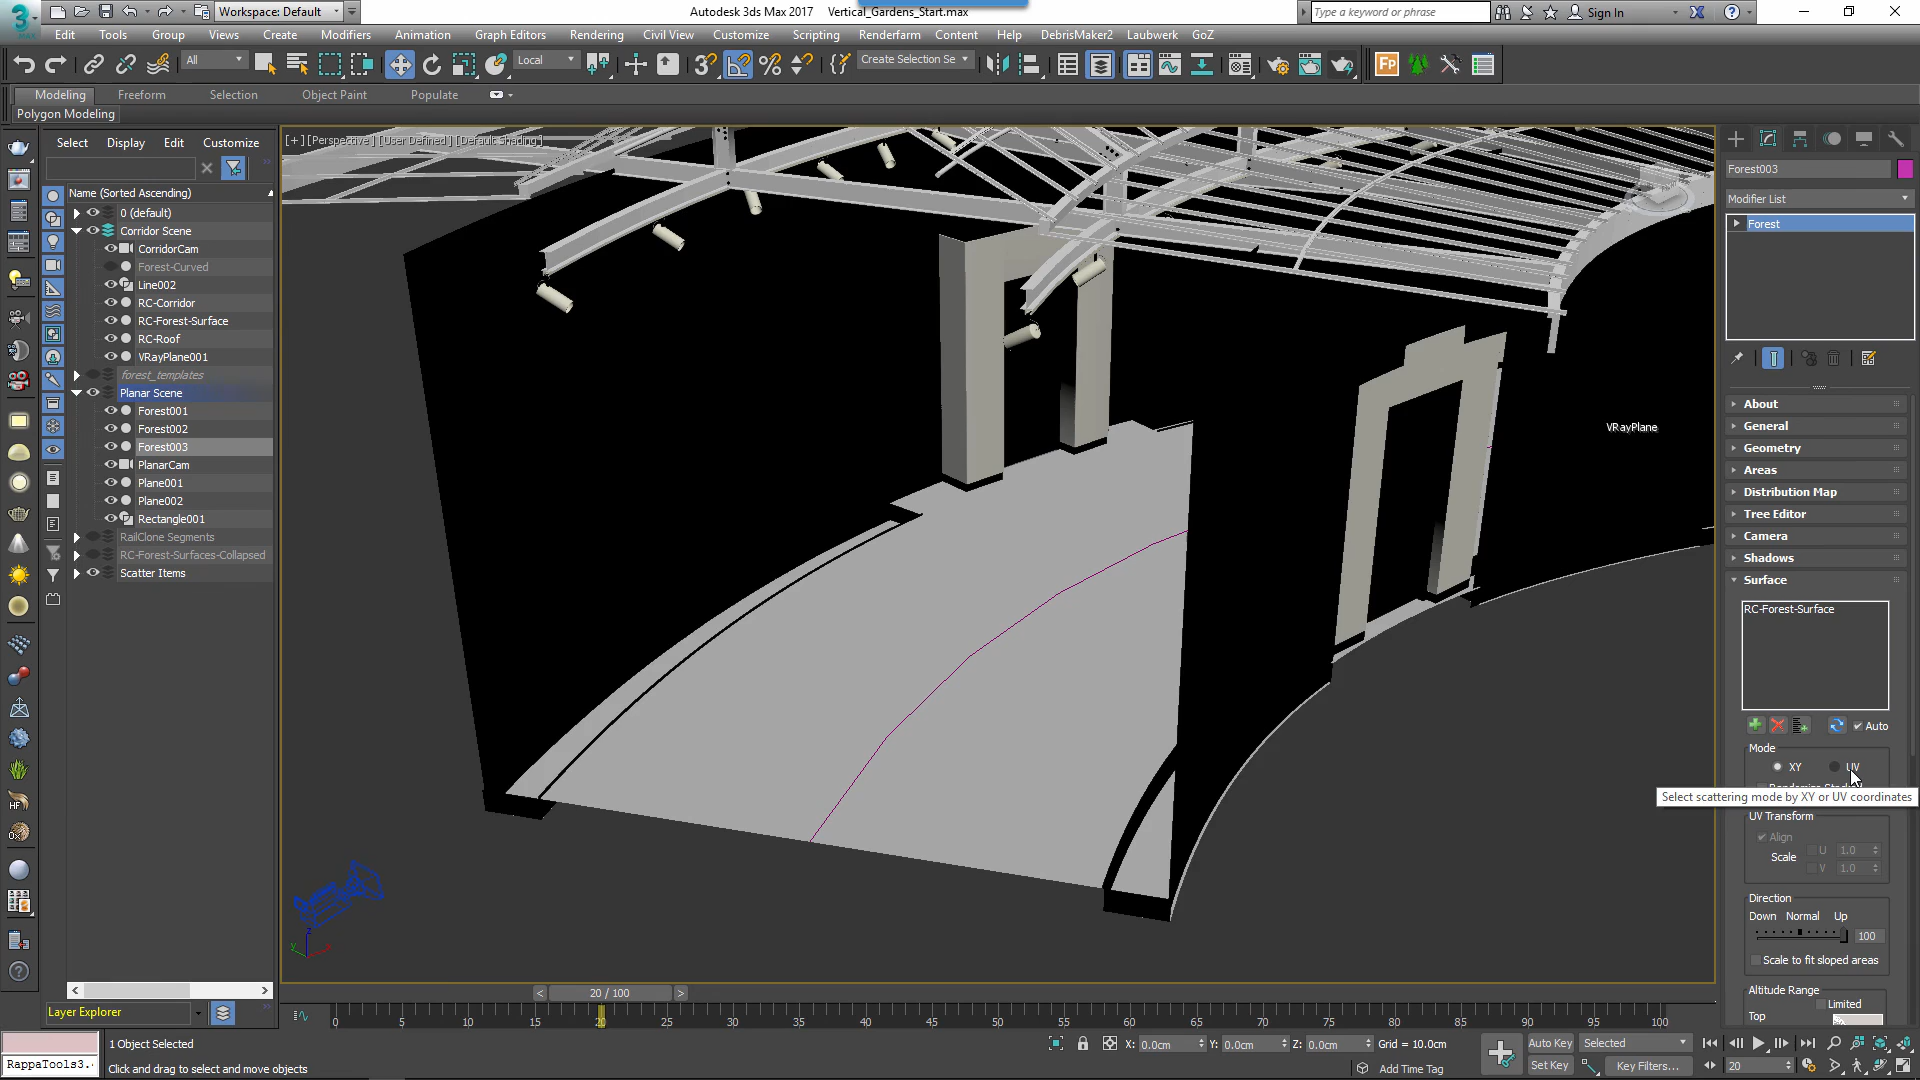 Workspace: Default
Autodesk 3ds Max 2017 Vertical_Gardens_Start.max
Type a keyword or phrase
Sign In
Edit Tools Group Views Create Modifiers Animation Graph Editors Rendering Civil View Customize Scripting Renderfarm Content Help DebrisMaker2 Laubwerk GoZ
All
Local
Create Selection Se
Modeling Freeform Selection Object Paint Populate
Polygon Modeling
Select Display Edit Customize
Name (Sorted Ascending)
0 (default)
Corridor Scene
CorridorCam
Forest-Curved
Line002
RC-Corridor
RC-Forest-Surface
RC-Roof
VRayPlane001
forest_templates
Planar Scene
Forest001
Forest002
Forest003
PlanarCam
Plane001
Plane002
Rectangle001
RailClone Segments
RC-Forest-Surfaces-Collapsed
Scatter Items
Layer Explorer
[+] [Perspective] [User Defined] [Default Shading]
VRayPlane
Forest003
Modifier List
Forest
About
General
Geometry
Areas
Distribution Map
Tree Editor
Camera
Shadows
Surface
RC-Forest-Surface
Auto
Mode
XY UV
Select scattering mode by XY or UV coordinates
UV Transform
Align
Scale U 1.0
V 1.0
Direction
Down Normal Up
100
Scale to fit sloped areas
Altitude Range
Limited
Top
< 20 / 100 >
0 5 10 15 20 25 30 35 40 45 50 55 60 65 70 75 80 85 90 95 100
1 Object Selected
Click and drag to select and move objects
RappaTools3.
X: 0.0cm Y: 0.0cm Z: 0.0cm Grid = 10.0cm
Add Time Tag
Auto Key Selected
Set Key Key Filters...
20